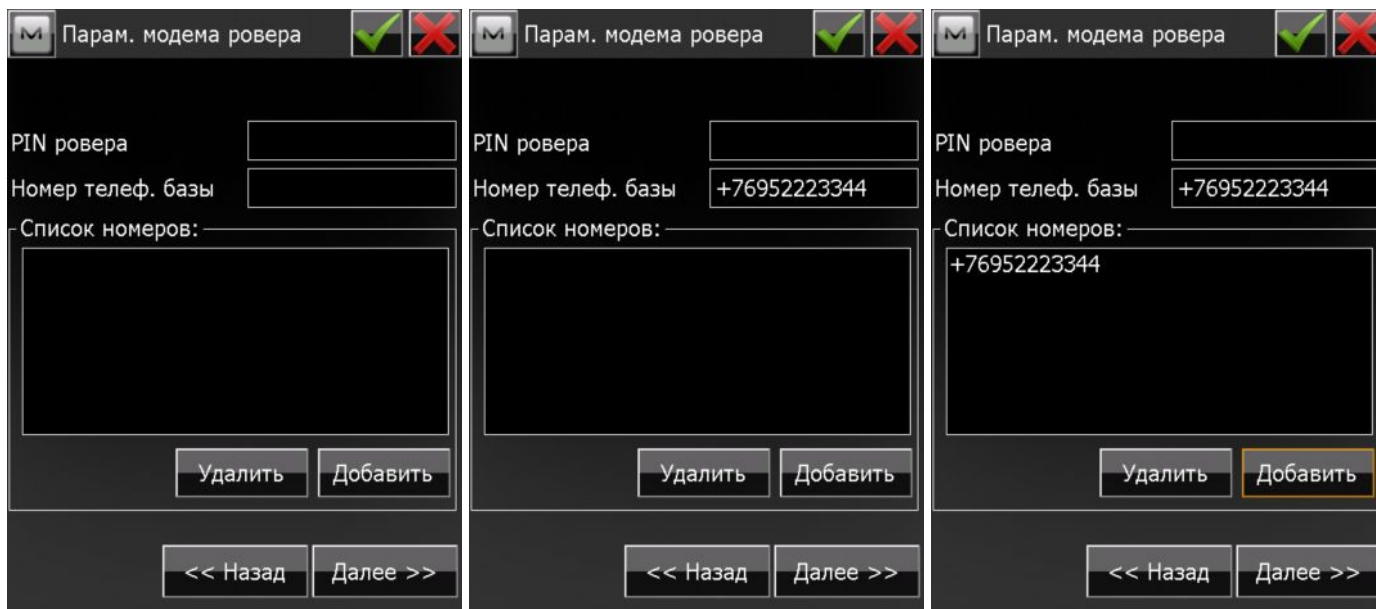 Парам. модема ровера
PIN ровера
Номер телеф. базы
Список номеров:
Удалить Добавить
<< Назад Далее >>
Парам. модема ровера
PIN ровера
Номер телеф. базы +76952223344
Список номеров:
Удалить Добавить
<< Назад Далее >>
Парам. модема ровера
PIN ровера
Номер телеф. базы +76952223344
Список номеров:
+76952223344
Удалить Добавить
<< Назад Далее >>